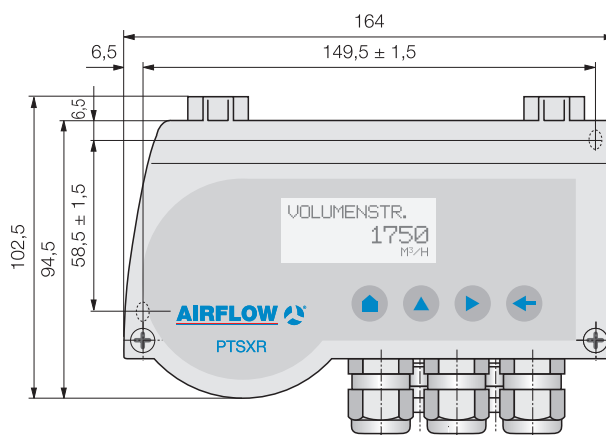 164
6,5
149,5 ± 1,5
6,5
102,5
94,5
58,5 ± 1,5
VOLUMENSTR.
1750
M³/H
AIRFLOW
PTSXR